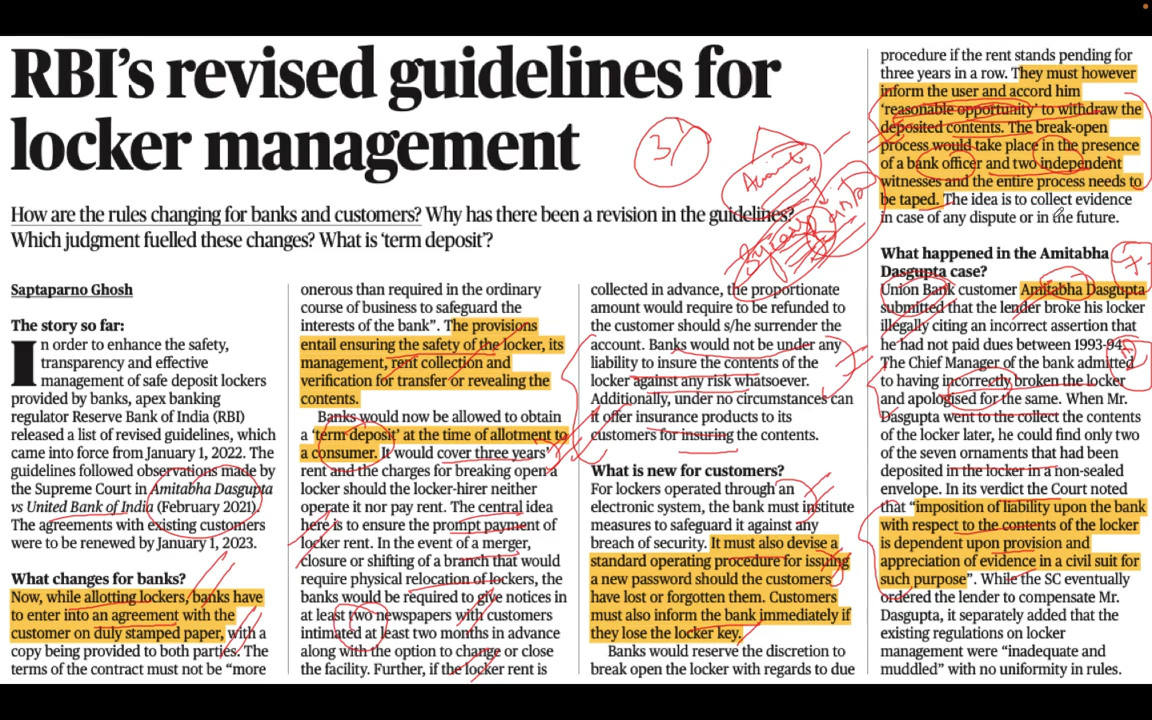 RBI's revised guidelines for
locker management
How are the rules changing for banks and customers? Why has there been a revision in the guidelines?
Which judgment fuelled these changes? What is 'term deposit'?
Saptaparno Ghosh
The story so far:
In order to enhance the safety,
transparency and effective
management of safe deposit lockers
provided by banks, apex banking
regulator Reserve Bank of India (RBI)
released a list of revised guidelines, which
came into force from January 1, 2022. The
guidelines followed observations made by
the Supreme Court in Amitabha Dasgupta
vs United Bank of India (February 2021).
The agreements with existing customers
were to be renewed by January 1, 2023.
What changes for banks?
Now, while allotting lockers, banks have
to enter into an agreement with the
customer on duly stamped paper, with a
copy being provided to both parties. The
terms of the contract must not be "more
onerous than required in the ordinary
course of business to safeguard the
interests of the bank". The provisions
entail ensuring the safety of the locker, its
management, rent collection and
verification for transfer or revealing the
contents.
Banks would now be allowed to obtain
a 'term deposit' at the time of allotment to
a consumer. It would cover three years'
rent and the charges for breaking open a
locker should the locker-hirer neither
operate it nor pay rent. The central idea
here is to ensure the prompt payment of
locker rent. In the event of a merger,
closure or shifting of a branch that would
require physical relocation of lockers, the
banks would be required to give notices in
at least two newspapers with customers
intimated at least two months in advance
along with the option to change or close
the facility. Further, if the locker rent is
collected in advance, the proportionate
amount would require to be refunded to
the customer should s/he surrender the
account. Banks would not be under any
liability to insure the contents of the
locker against any risk whatsoever.
Additionally, under no circumstances can
it offer insurance products to its
customers for insuring the contents.
What is new for customers?
For lockers operated through an
electronic system, the bank must institute
measures to safeguard it against any
breach of security. It must also devise a
standard operating procedure for issuing
a new password should the customers
have lost or forgotten them. Customers
must also inform the bank immediately if
they lose the locker key.
Banks would reserve the discretion to
break open the locker with regards to due
procedure if the rent stands pending for
three years in a row. They must however
inform the user and accord him
'reasonable opportunity' to withdraw the
deposited contents. The break-open
process would take place in the presence
of a bank officer and two independent
witnesses and the entire process needs to
be taped. The idea is to collect evidence
in case of any dispute or in the future.
What happened in the Amitabha
Dasgupta case?
Union Bank customer Amitabha Dasgupta
submitted that the lender broke his locker
illegally citing an incorrect assertion that
he had not paid dues between 1993-94.
The Chief Manager of the bank admitted
to having incorrectly broken the locker
and apologised for the same. When Mr.
Dasgupta went to the collect the contents
of the locker later, he could find only two
of the seven ornaments that had been
deposited in the locker in a non-sealed
envelope. In its verdict the Court noted
that "imposition of liability upon the bank
with respect to the contents of the locker
is dependent upon provision and
appreciation of evidence in a civil suit for
such purpose". While the SC eventually
ordered the lender to compensate Mr.
Dasgupta, it separately added that the
existing regulations on locker
management were "inadequate and
muddled" with no uniformity in rules.